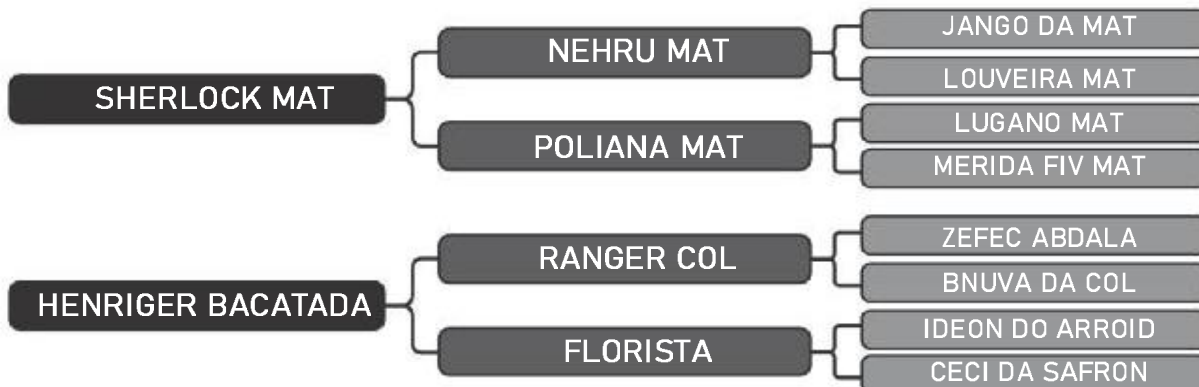 SHERLOCK MAT
NEHRU MAT
JANGO DA MAT
LOUVEIRA MAT
POLIANA MAT
LUGANO MAT
MERIDA FIV MAT
HENRIGER BACATADA
RANGER COL
ZEFEC ABDALA
BNUVA DA COL
FLORISTA
IDEON DO ARROID
CECI DA SAFRON